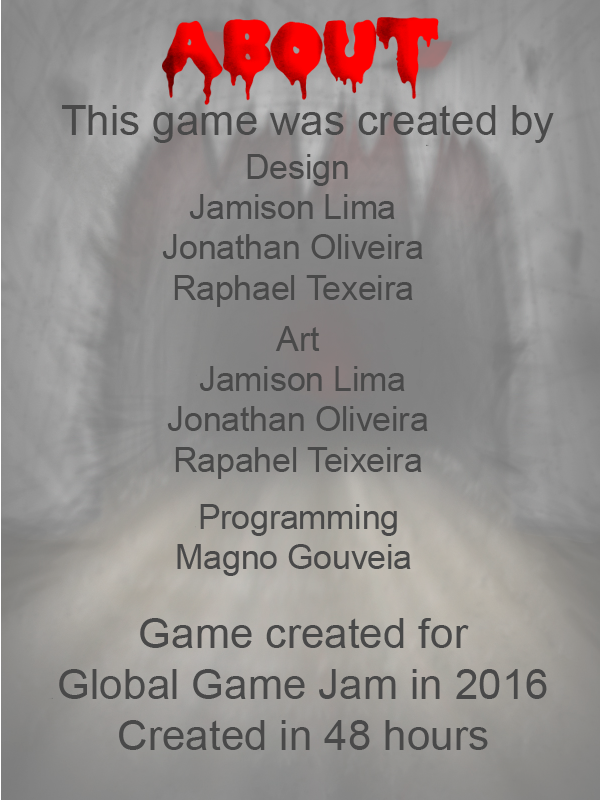 ABOUT
This game was created by
Design
Jamison Lima
Jonathan Oliveira
Raphael Texeira
Art
Jamison Lima
Jonathan Oliveira
Rapahel Teixeira
Programming
Magno Gouveia
Game created for
Global Game Jam in 2016
Created in 48 hours